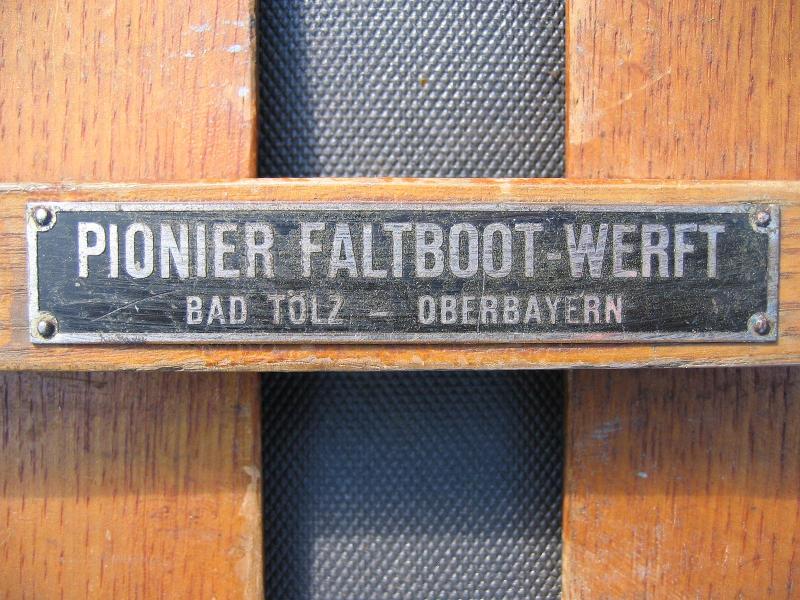 PIONIER FALTBOOT-WERFT
BAD TÖLZ – OBERBAYERN